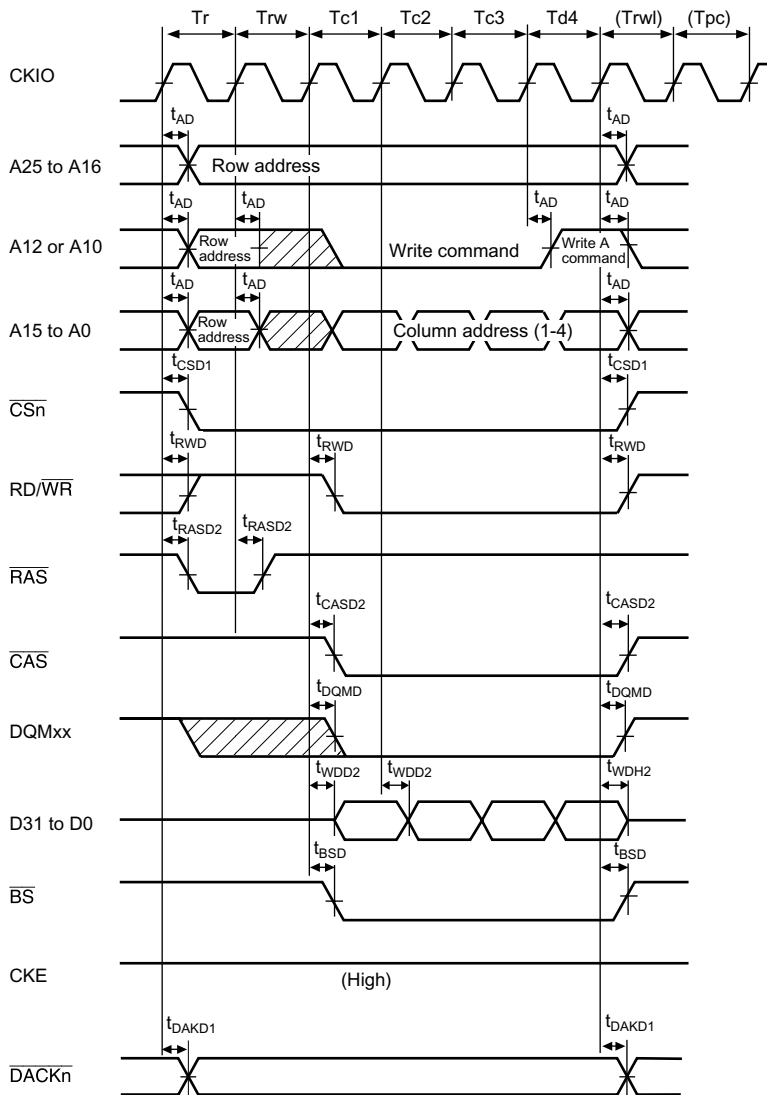 Tr Trw Tc1 Tc2 Tc3 Td4 (Trwl) (Tpc)
CKIO
tAD tAD
A25 to A16 Row address
tAD tAD tAD tAD
A12 or A10 Row address Write command Write A command
tAD tAD tAD
A15 to A0 Row address Column address (1-4)
tCSD1 tCSD1
CSn
tRWD tRWD tRWD
RD/WR
tRASD2 tRASD2
RAS
tCASD2 tCASD2
CAS
tDQMD tDQMD
DQMxx
tWDD2 tWDD2 tWDH2
D31 to D0
tBSD tBSD
BS
CKE
(High)
tDAKD1 tDAKD1
DACKn